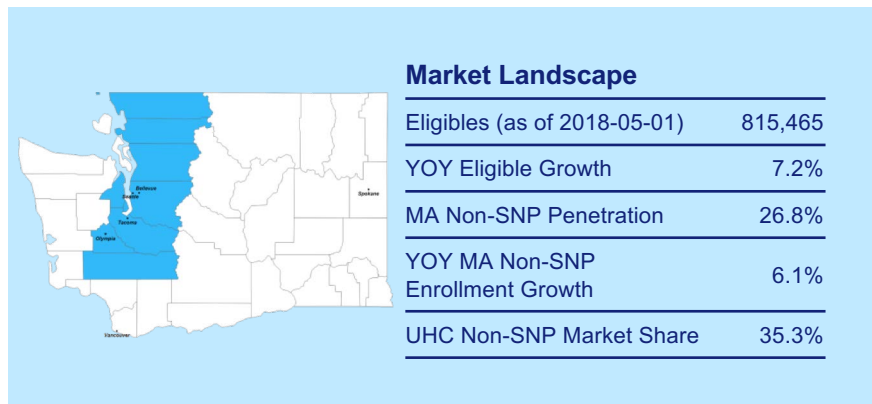 Market Landscape
Eligibles (as of 2018-05-01) 815,465
YOY Eligible Growth 7.2%
MA Non-SNP Penetration 26.8%
YOY MA Non-SNP
Enrollment Growth 6.1%
UHC Non-SNP Market Share 35.3%
Bellevue
Seattle
Tacoma
Olympia
Spokane
Vancouver